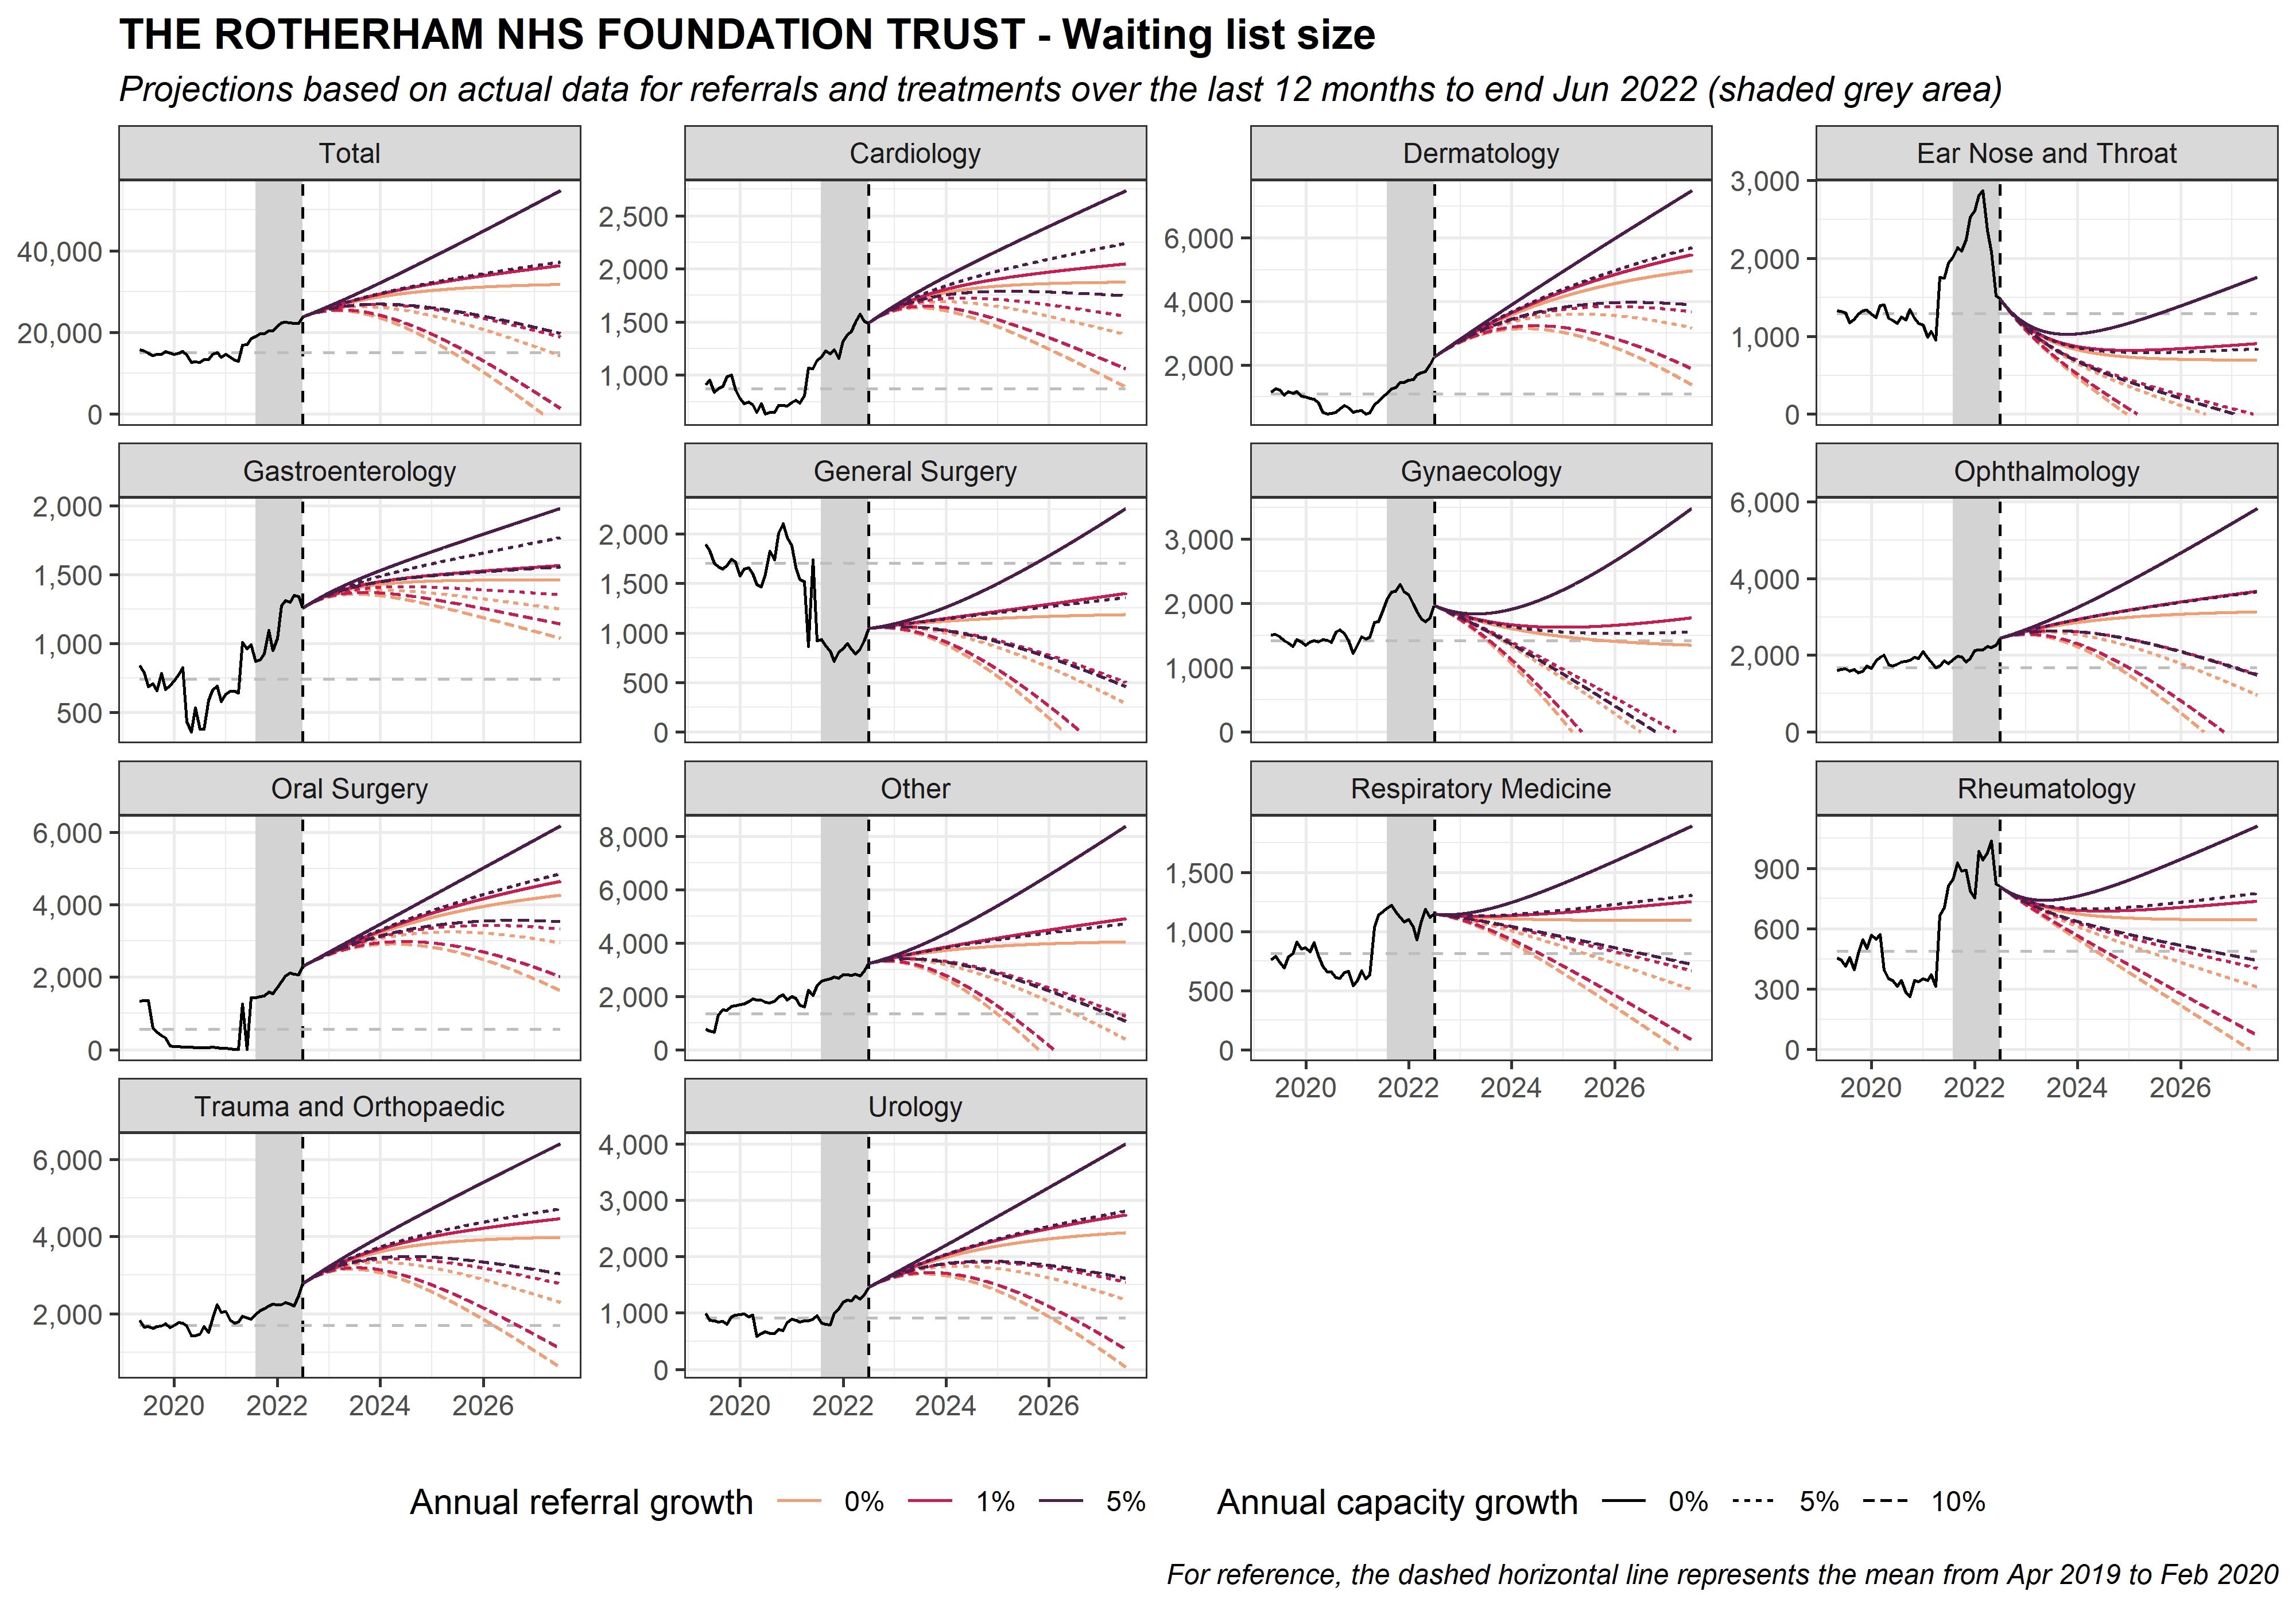 THE ROTHERHAM NHS FOUNDATION TRUST - Waiting list size
Projections based on actual data for referrals and treatments over the last 12 months to end Jun 2022 (shaded grey area)
Total
40,000
20,000
0
Cardiology
2,500
2,000
1,500
1,000
Dermatology
6,000
4,000
2,000
Ear Nose and Throat
3,000
2,000
1,000
0
Gastroenterology
2,000
1,500
1,000
500
General Surgery
2,000
1,500
1,000
500
0
Gynaecology
3,000
2,000
1,000
0
Ophthalmology
6,000
4,000
2,000
0
Oral Surgery
6,000
4,000
2,000
0
Other
8,000
6,000
4,000
2,000
0
Respiratory Medicine
1,500
1,000
500
0
2020 2022 2024 2026
Rheumatology
900
600
300
0
2020 2022 2024 2026
Trauma and Orthopaedic
6,000
4,000
2,000
2020 2022 2024 2026
Urology
4,000
3,000
2,000
1,000
0
2020 2022 2024 2026
Annual referral growth 0% 1% 5%
Annual capacity growth 0% 5% 10%
For reference, the dashed horizontal line represents the mean from Apr 2019 to Feb 2020